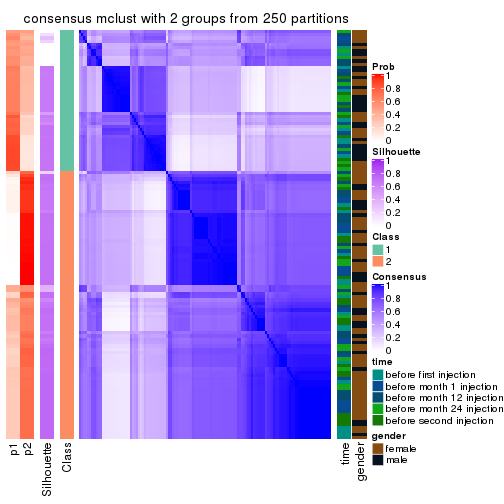 consensus mclust with 2 groups from 250 partitions
Prob
1
0.8
0.6
0.4
0.2
0
Silhouette
1
0.8
0.6
0.4
0.2
0
Class
1
2
Consensus
1
0.8
0.6
0.4
0.2
0
time
before first injection
before month 1 injection
before month 12 injection
before month 24 injection
before second injection
gender
female
male
p1
p2
Silhouette
Class
time
gender